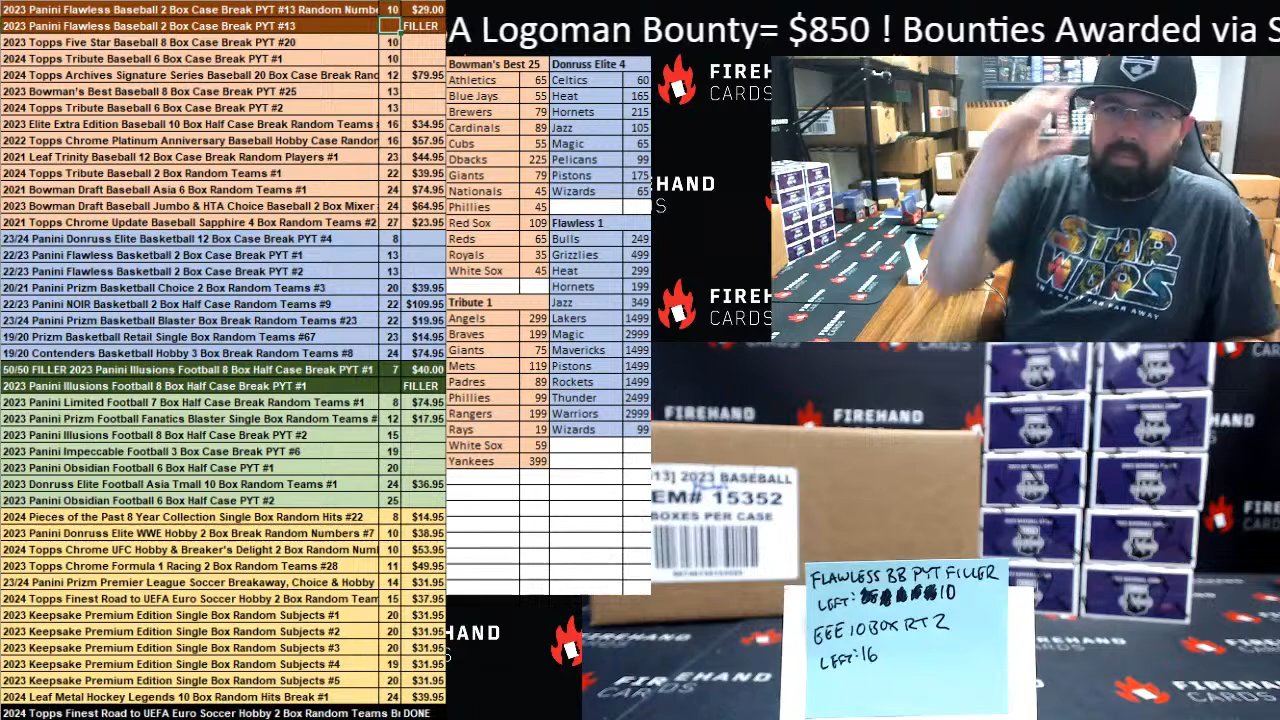 2023 Panini Flawless Baseball 2 Box Case Break PYT #13 Random Numbe 10 $29.00
2023 Panini Flawless Baseball 2 Box Case Break PYT #13 FILLER
2023 Topps Five Star Baseball 8 Box Case Break PYT #20 10
2024 Topps Tribute Baseball 6 Box Case Break PYT #1 10
2024 Topps Archives Signature Series Baseball 20 Box Case Break Rand 12 $79.95
2023 Bowman's Best Baseball 8 Box Case Break PYT #25 13
2024 Topps Tribute Baseball 6 Box Case Break PYT #2 13
2023 Elite Extra Edition Baseball 10 Box Half Case Break Random Teams 16 $34.95
2022 Topps Chrome Platinum Anniversary Baseball Hobby Case Random 16 $57.95
2021 Leaf Trinity Baseball 12 Box Case Break Random Players #1 23 $44.95
2024 Topps Tribute Baseball 2 Box Random Teams #1 22 $39.95
2021 Bowman Draft Baseball Asia 6 Box Random Teams #1 24 $74.95
2023 Bowman Draft Baseball Jumbo & HTA Choice Baseball 2 Box Mixer 24 $64.95
2021 Topps Chrome Update Baseball Sapphire 4 Box Random Teams #2 27 $23.95
23/24 Panini Donruss Elite Basketball 12 Box Case Break PYT #4 8
22/23 Panini Flawless Basketball 2 Box Case Break PYT #1 13
22/23 Panini Flawless Basketball 2 Box Case Break PYT #2 13
20/21 Panini Prizm Basketball Choice 2 Box Random Teams #3 20 $39.95
22/23 Panini NOIR Basketball 2 Box Half Case Random Teams #9 22 $109.95
23/24 Panini Prizm Basketball Blaster Box Break Random Teams #23 22 $19.95
19/20 Prizm Basketball Retail Single Box Random Teams #67 23 $14.95
19/20 Contenders Basketball Hobby 3 Box Break Random Teams #8 24 $74.95
50/50 FILLER 2023 Panini Illusions Football 8 Box Half Case Break PYT #1 7 $40.00
2023 Panini Illusions Football 8 Box Half Case Break PYT #1 FILLER
2023 Panini Limited Football 7 Box Half Case Break Random Teams #1 8 $74.95
2023 Panini Prizm Football Fanatics Blaster Single Box Random Teams # 12 $17.95
2023 Panini Illusions Football 8 Box Half Case Break PYT #2 15
2023 Panini Impeccable Football 3 Box Case Break PYT #6 19
2023 Panini Obsidian Football 6 Box Half Case PYT #1 20
2023 Donruss Elite Football Asia Tmall 10 Box Random Teams #1 24 $36.95
2023 Panini Obsidian Football 6 Box Half Case PYT #2 25
2024 Pieces of the Past 8 Year Collection Single Box Random Hits #22 8 $14.95
2023 Panini Donruss Elite WWE Hobby 2 Box Break Random Numbers #7 10 $38.95
2024 Topps Chrome UFC Hobby & Breaker's Delight 2 Box Random Num 10 $53.95
2023 Topps Chrome Formula 1 Racing 2 Box Random Teams #28 11 $49.95
23/24 Panini Prizm Premier League Soccer Breakaway, Choice & Hobby 14 $31.95
2024 Topps Finest Road to UEFA Euro Soccer Hobby 2 Box Random Team 15 $37.95
2023 Keepsake Premium Edition Single Box Random Subjects #1 20 $31.95
2023 Keepsake Premium Edition Single Box Random Subjects #2 20 $31.95
2023 Keepsake Premium Edition Single Box Random Subjects #3 20 $31.95
2023 Keepsake Premium Edition Single Box Random Subjects #4 19 $31.95
2023 Keepsake Premium Edition Single Box Random Subjects #5 20 $31.95
2024 Leaf Metal Hockey Legends 10 Box Random Hits Break #1 24 $39.95
2024 Topps Finest Road to UEFA Euro Soccer Hobby 2 Box Random Teams B DONE
A Logoman Bounty= $850 ! Bounties Awarded via S
Bowman's Best 25
Athletics 65
Blue Jays 55
Brewers 79
Cardinals 89
Cubs 55
Dbacks 225
Giants 79
Nationals 45
Phillies 45
Red Sox 109
Reds 65
Royals 35
White Sox 45
Tribute 1
Angels 299
Braves 199
Giants 75
Mets 119
Padres 89
Phillies 99
Rangers 199
Rays 19
White Sox 59
Yankees 399
Donruss Elite 4
Celtics 60
Heat 165
Hornets 215
Jazz 105
Magic 65
Pelicans 99
Pistons 175
Wizards 65
Flawless 1
Bulls 249
Grizzlies 499
Heat 299
Hornets 199
Jazz 349
Lakers 1499
Magic 2999
Mavericks 1499
Pistons 1499
Rockets 1499
Thunder 2499
Warriors 2999
Wizards 99
FIREH
CARDS
HAND
FIREH
CARDS
HAND
STAR
WARS
FAR AWAY
FIREHAND
FIREHAND
13] 2023 BASEBALL
EM# 15352
BOXES PER CASE
FLAWLESS BB PYT FILLER
LEFT: 10
EEE 10 BOX RT 2
LEFT: 16
FIREHAND
CARDS
FIREHAND
CARDS